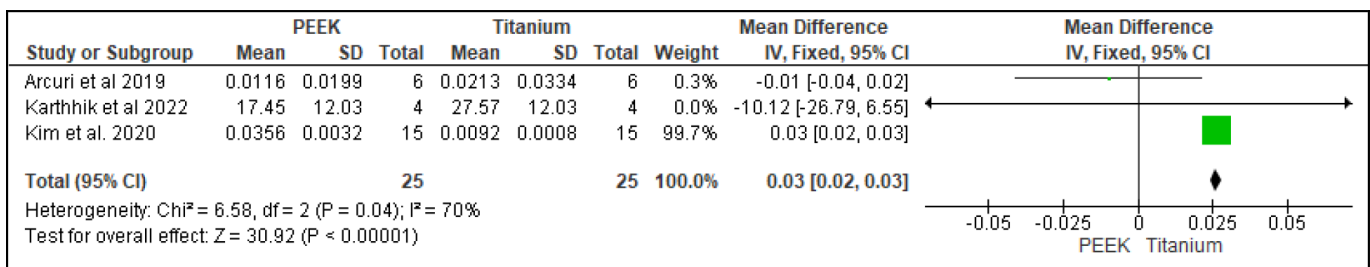 PEEK Titanium Mean Difference Mean Difference
Study or Subgroup Mean SD Total Mean SD Total Weight IV, Fixed, 95% CI IV, Fixed, 95% CI
Arcuri et al 2019 0.0116 0.0199 6 0.0213 0.0334 6 0.3% -0.01 [-0.04, 0.02]
Karthhik et al 2022 17.45 12.03 4 27.57 12.03 4 0.0% -10.12 [-26.79, 6.55]
Kim et al. 2020 0.0356 0.0032 15 0.0092 0.0008 15 99.7% 0.03 [0.02, 0.03]
Total (95% CI) 25 25 100.0% 0.03 [0.02, 0.03]
Heterogeneity: Chi² = 6.58, df = 2 (P = 0.04); I² = 70%
Test for overall effect: Z = 30.92 (P < 0.00001)
-0.05 -0.025 0 0.025 0.05
PEEK Titanium